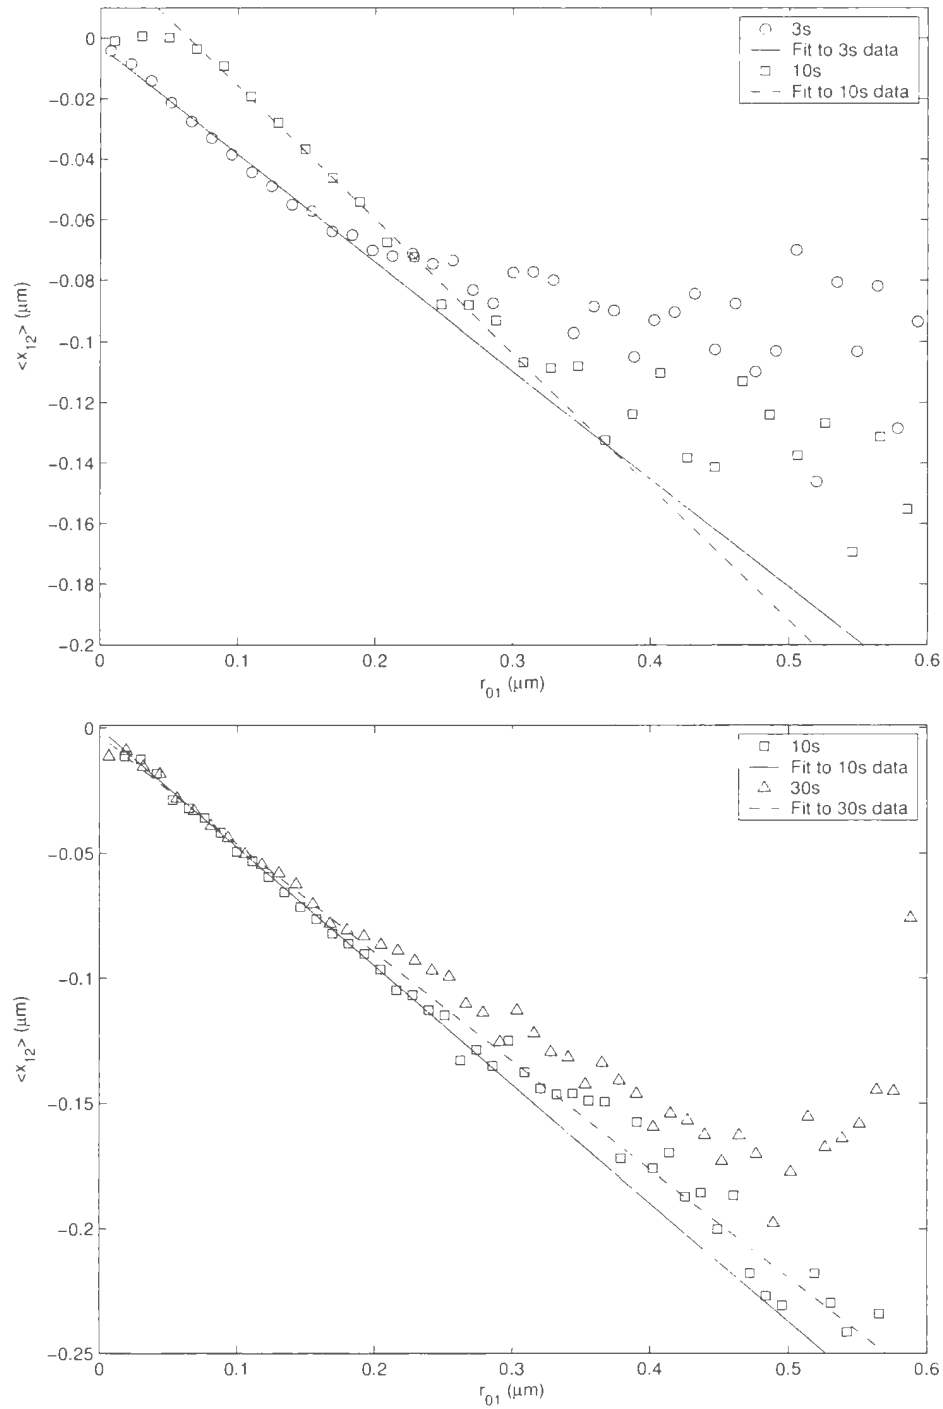 0
−0.02
−0.04
−0.06
−0.08
−0.1
−0.12
−0.14
−0.16
−0.18
−0.2
<x12> (μm)
3s
Fit to 3s data
10s
Fit to 10s data
0 0.1 0.2 0.3 0.4 0.5 0.6
r01 (μm)
0
−0.05
−0.1
−0.15
−0.2
−0.25
<x12> (μm)
10s
Fit to 10s data
30s
Fit to 30s data
0 0.1 0.2 0.3 0.4 0.5 0.6
r01 (μm)